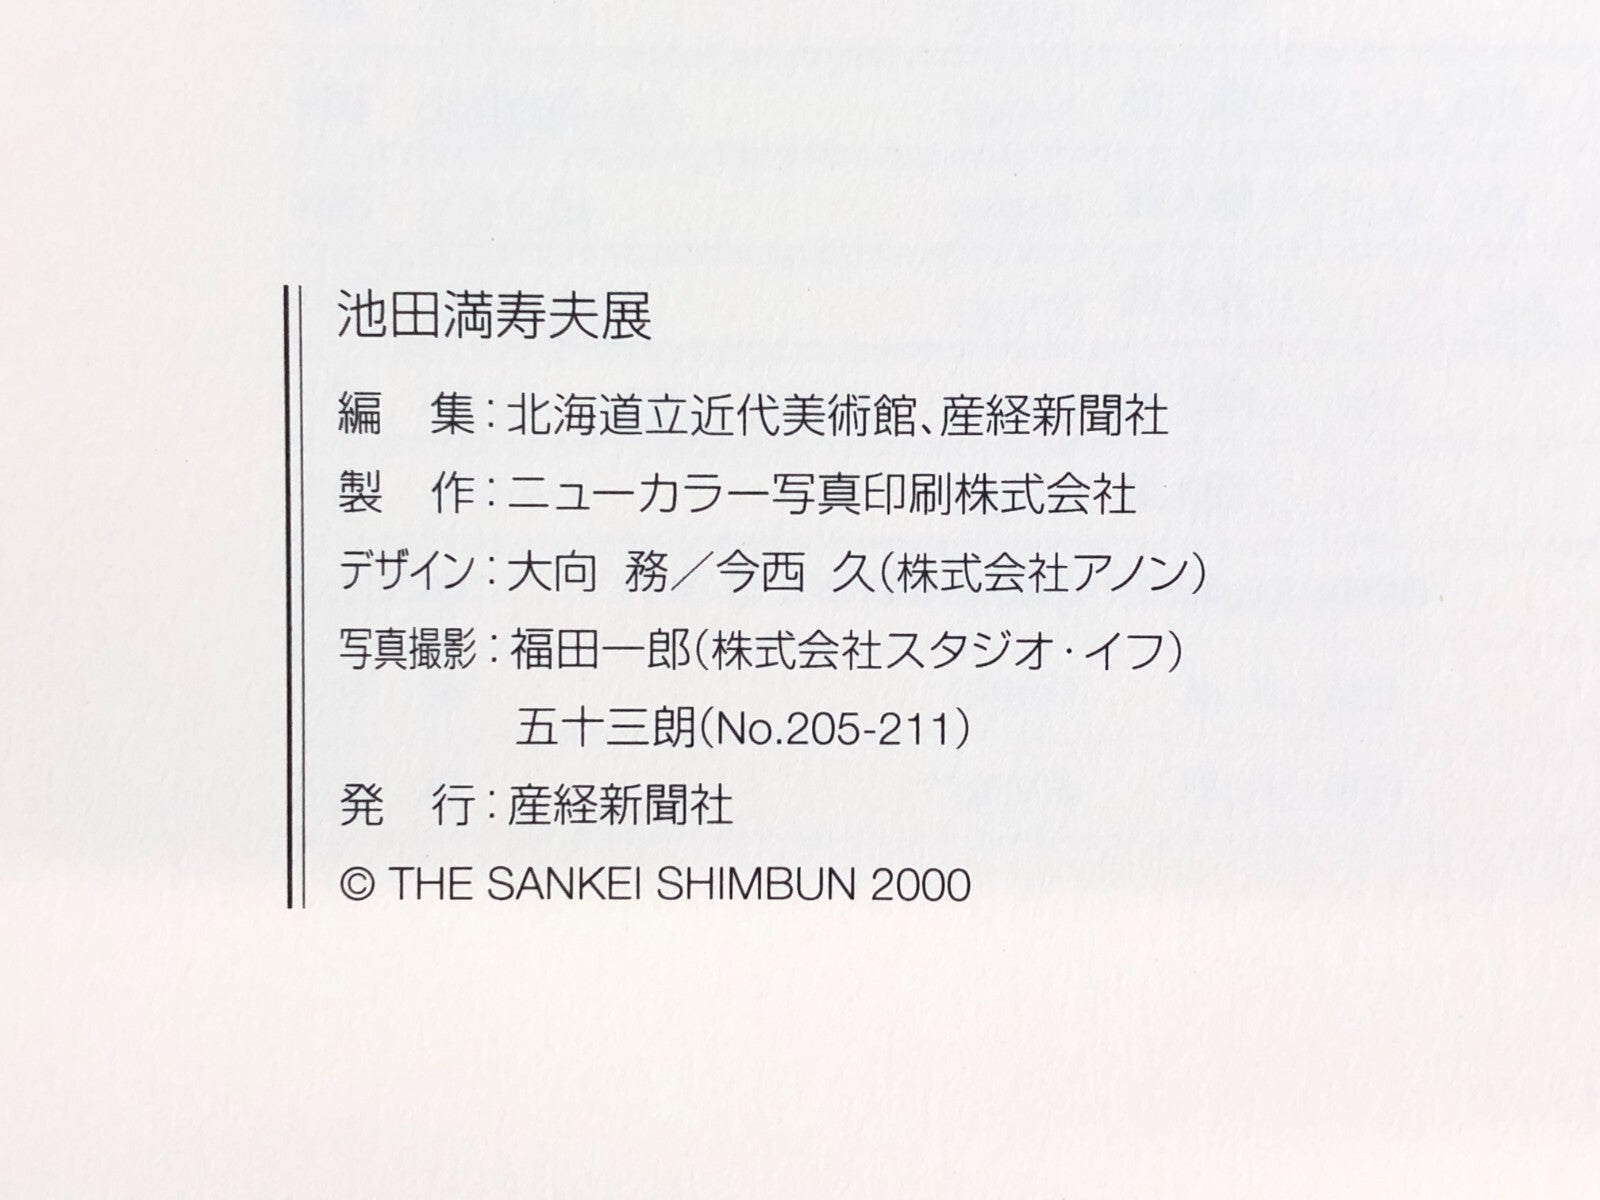 池田満寿夫展
編　集：北海道立近代美術館、産経新聞社
製　作：ニューカラー写真印刷株式会社
デザイン：大向　務／今西　久（株式会社アノン）
写真撮影：福田一郎（株式会社スタジオ・イフ）
五十三朗（No.205-211）
発　行：産経新聞社
© THE SANKEI SHIMBUN 2000